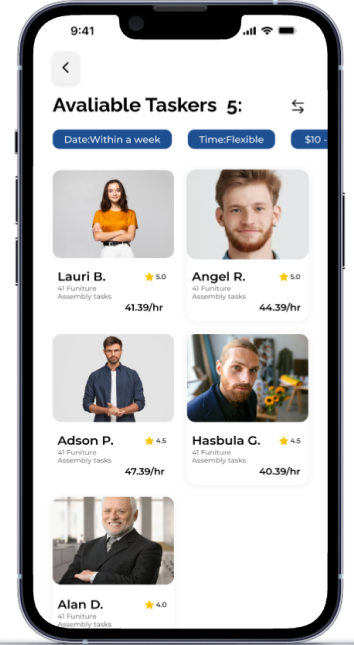 9:41
Avaliable Taskers 5:
Date:Within a week
Time:Flexible
$10 -
Lauri B.
5.0
41 Funiture
Assembly tasks
41.39/hr
Angel R.
5.0
41 Funiture
Assembly tasks
44.39/hr
Adson P.
4.5
41 Funiture
Assembly tasks
47.39/hr
Hasbula G.
4.5
41 Funiture
Assembly tasks
40.39/hr
Alan D.
4.0
41 Funiture
Assembly tasks